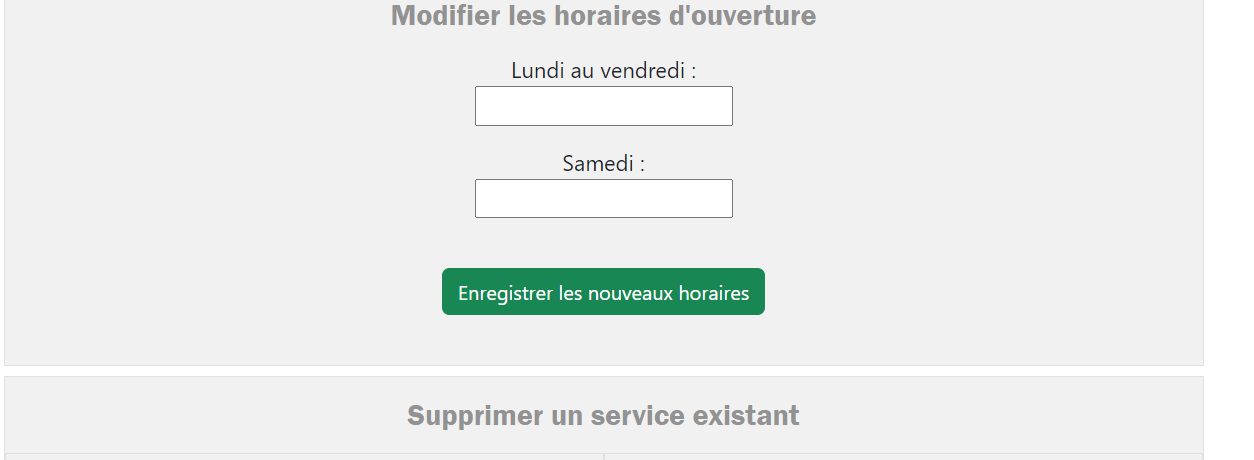 Modifier les horaires d'ouverture
Lundi au vendredi :
Samedi :
Enregistrer les nouveaux horaires
Supprimer un service existant